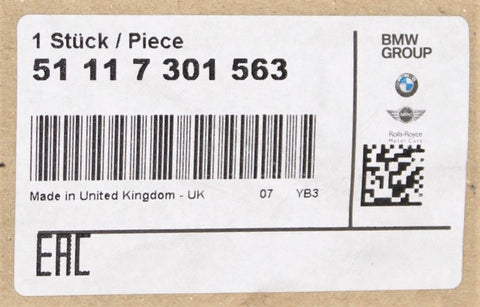 1 Stück / Piece
51 11 7 301 563
Made in United Kingdom - UK 07 YB3
EAC
BMW
GROUP
MINI
Rolls-Royce
Motor Cars